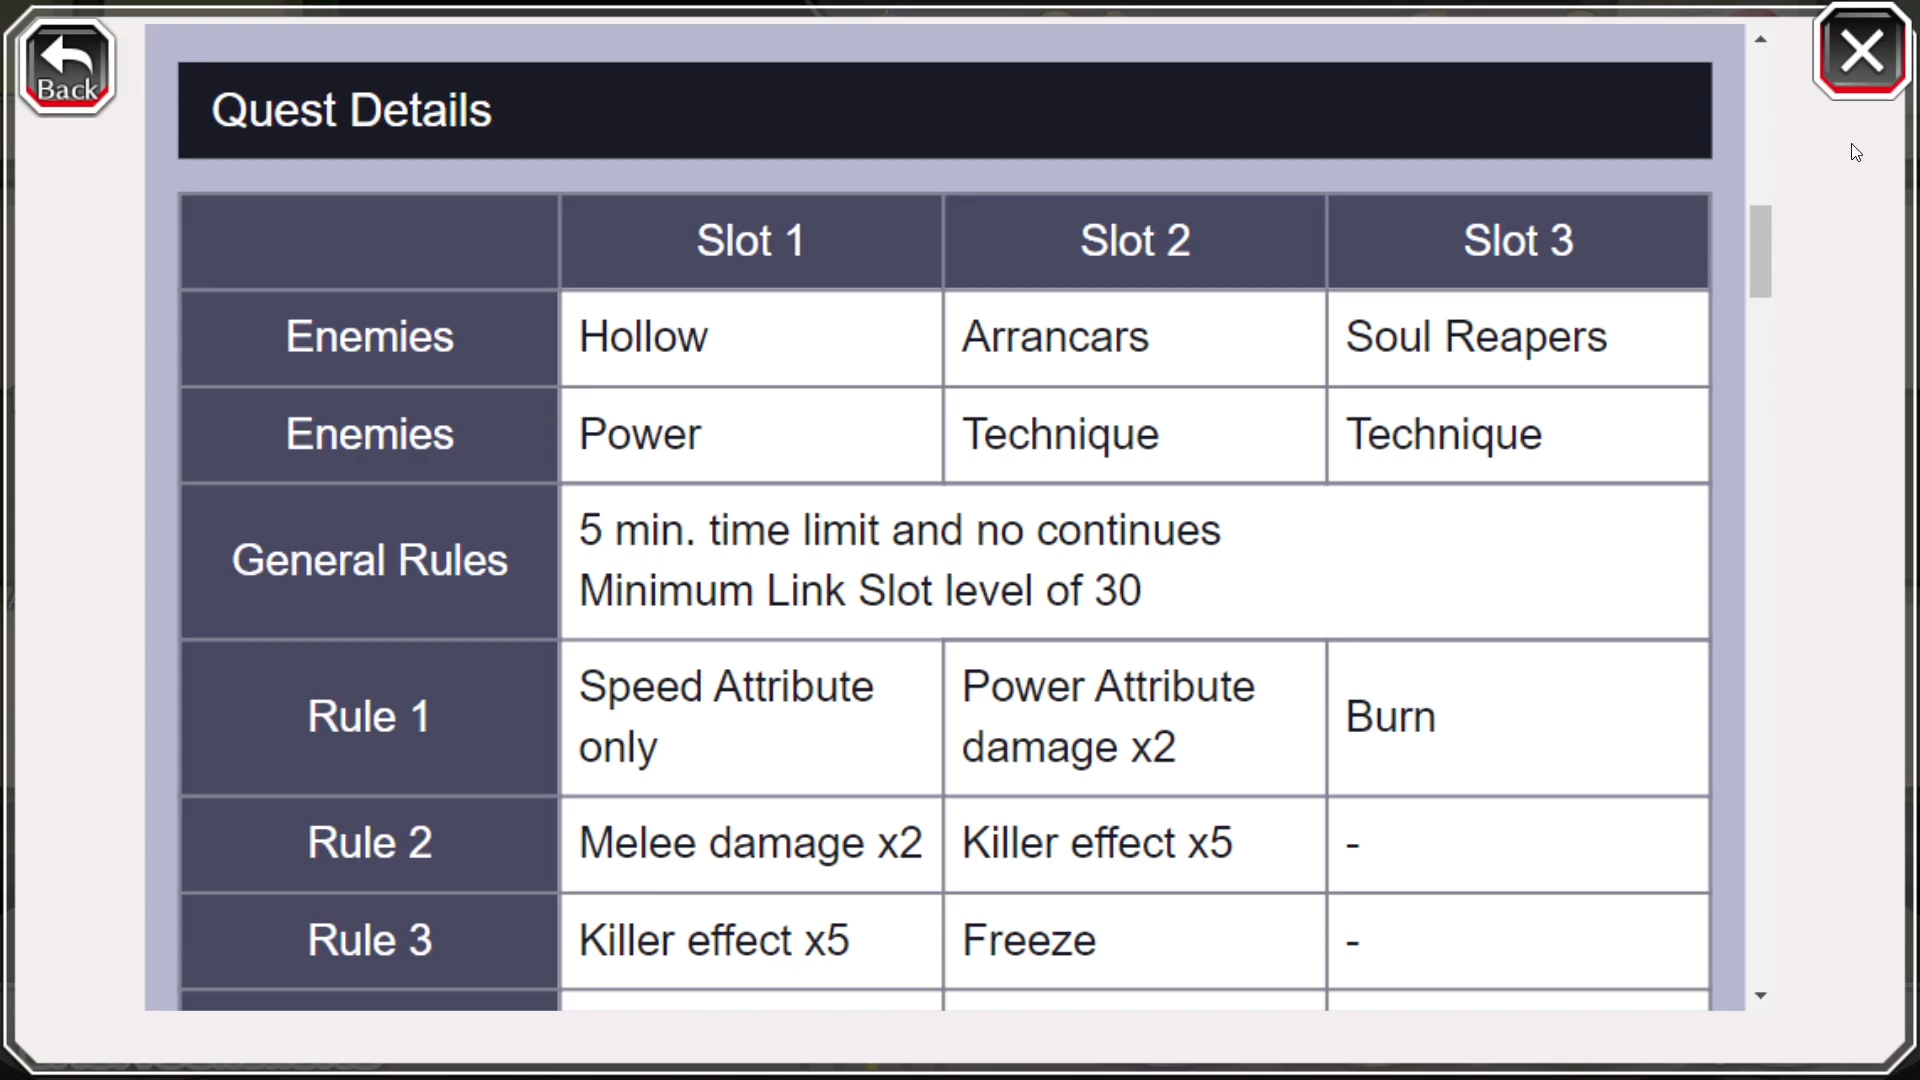 Back
Quest Details
Slot 1 Slot 2 Slot 3
Enemies Hollow Arrancars Soul Reapers
Enemies Power Technique Technique
General Rules
5 min. time limit and no continues
Minimum Link Slot level of 30
Rule 1
Speed Attribute
only
Power Attribute
damage x2
Burn
Rule 2 Melee damage x2 Killer effect x5 -
Rule 3 Killer effect x5 Freeze -